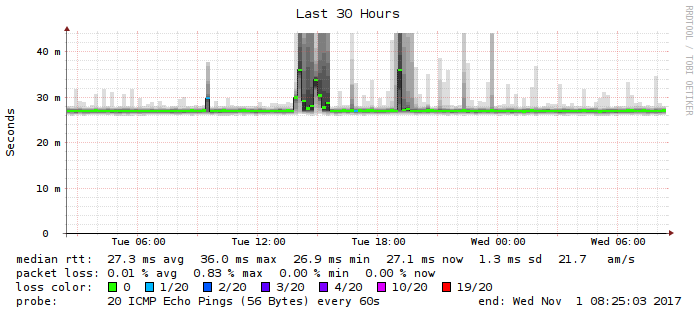 Last 30 Hours
RRDTOOL / TOBI OETIKER
Seconds
40 m
30 m
20 m
10 m
0
Tue 06:00 Tue 12:00 Tue 18:00 Wed 00:00 Wed 06:00
median rtt: 27.3 ms avg 36.0 ms max 26.9 ms min 27.1 ms now 1.3 ms sd 21.7 am/s
packet loss: 0.01 % avg 0.83 % max 0.00 % min 0.00 % now
loss color: 0 1/20 2/20 3/20 4/20 10/20 19/20
probe: 20 ICMP Echo Pings (56 Bytes) every 60s end: Wed Nov 1 08:25:03 2017